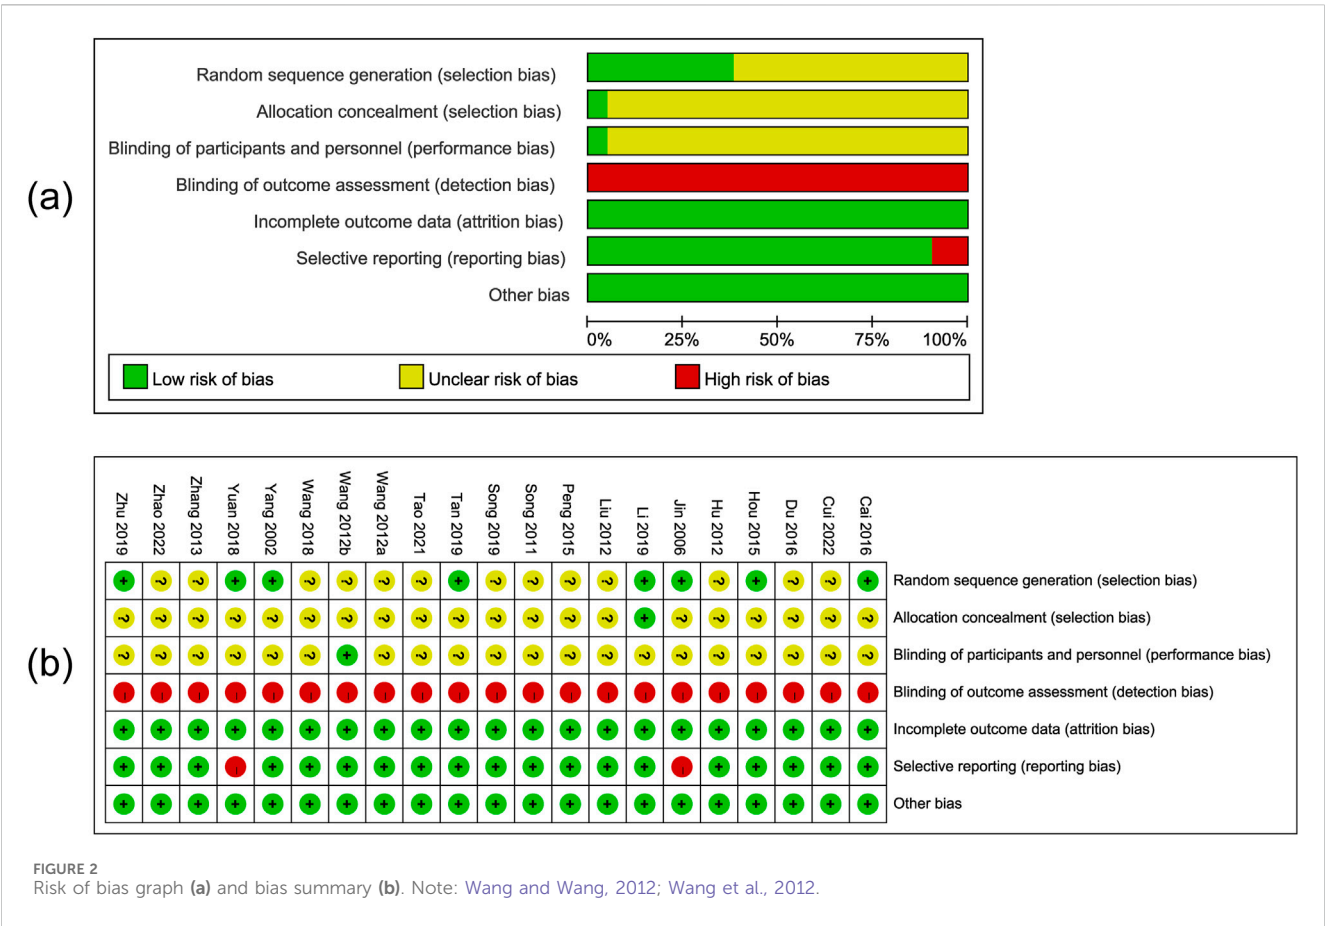 (a)
Random sequence generation (selection bias)
Allocation concealment (selection bias)
Blinding of participants and personnel (performance bias)
Blinding of outcome assessment (detection bias)
Incomplete outcome data (attrition bias)
Selective reporting (reporting bias)
Other bias
0% 25% 50% 75% 100%
Low risk of bias Unclear risk of bias High risk of bias
(b)
Zhu 2019
Zhao 2022
Zhang 2013
Yuan 2018
Yang 2002
Wang 2018
Wang 2012b
Wang 2012a
Tao 2021
Tan 2019
Song 2019
Song 2011
Peng 2015
Liu 2012
Li 2019
Jin 2006
Hu 2012
Hou 2015
Du 2016
Cui 2022
Cai 2016
+ ? ? + + ? ? ? ? + ? ? ? ? + + ? + ? ? + Random sequence generation (selection bias)
? ? ? ? ? ? ? ? ? ? ? ? ? ? + ? ? ? ? ? ? Allocation concealment (selection bias)
? ? ? ? ? ? + ? ? ? ? ? ? ? ? ? ? ? ? ? ? Blinding of participants and personnel (performance bias)
- - - - - - - - - - - - - - - - - - - - - Blinding of outcome assessment (detection bias)
+ + + + + + + + + + + + + + + + + + + + + Incomplete outcome data (attrition bias)
+ + + - + + + + + + + + + + + - + + + + + Selective reporting (reporting bias)
+ + + + + + + + + + + + + + + + + + + + + Other bias
FIGURE 2
Risk of bias graph (a) and bias summary (b). Note: Wang and Wang, 2012; Wang et al., 2012.